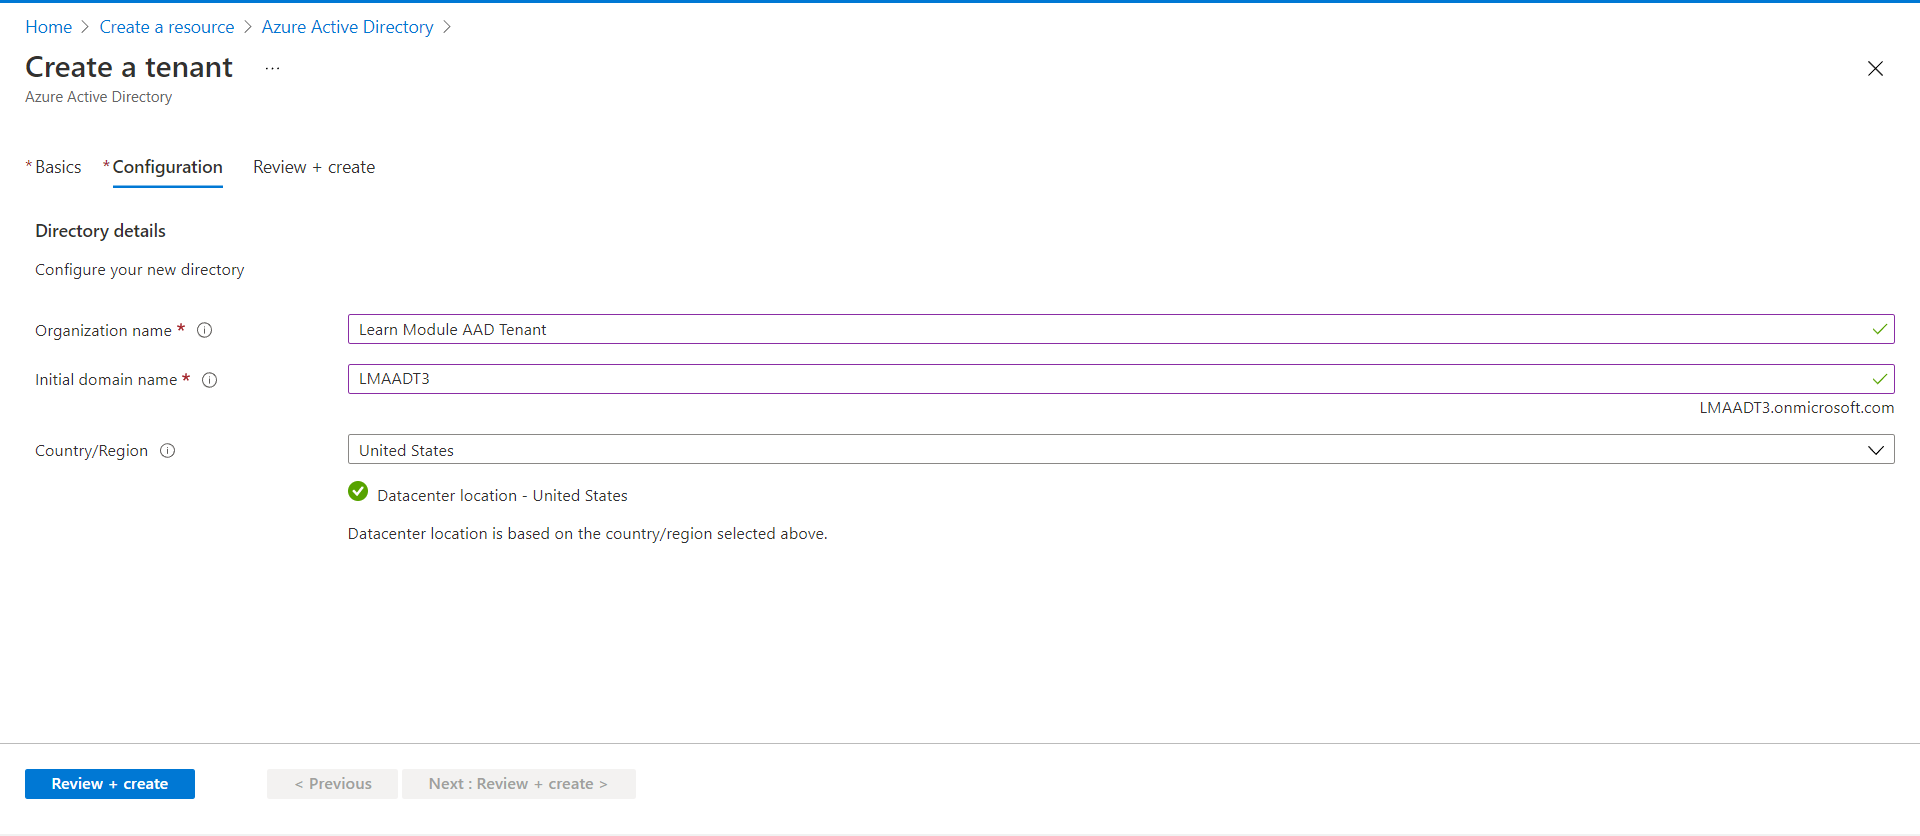 Home > Create a resource > Azure Active Directory >
Create a tenant ...
Azure Active Directory
* Basics * Configuration Review + create
Directory details
Configure your new directory
Organization name * Learn Module AAD Tenant
Initial domain name * LMAADT3
LMAADT3.onmicrosoft.com
Country/Region United States
Datacenter location - United States
Datacenter location is based on the country/region selected above.
Review + create < Previous Next : Review + create >